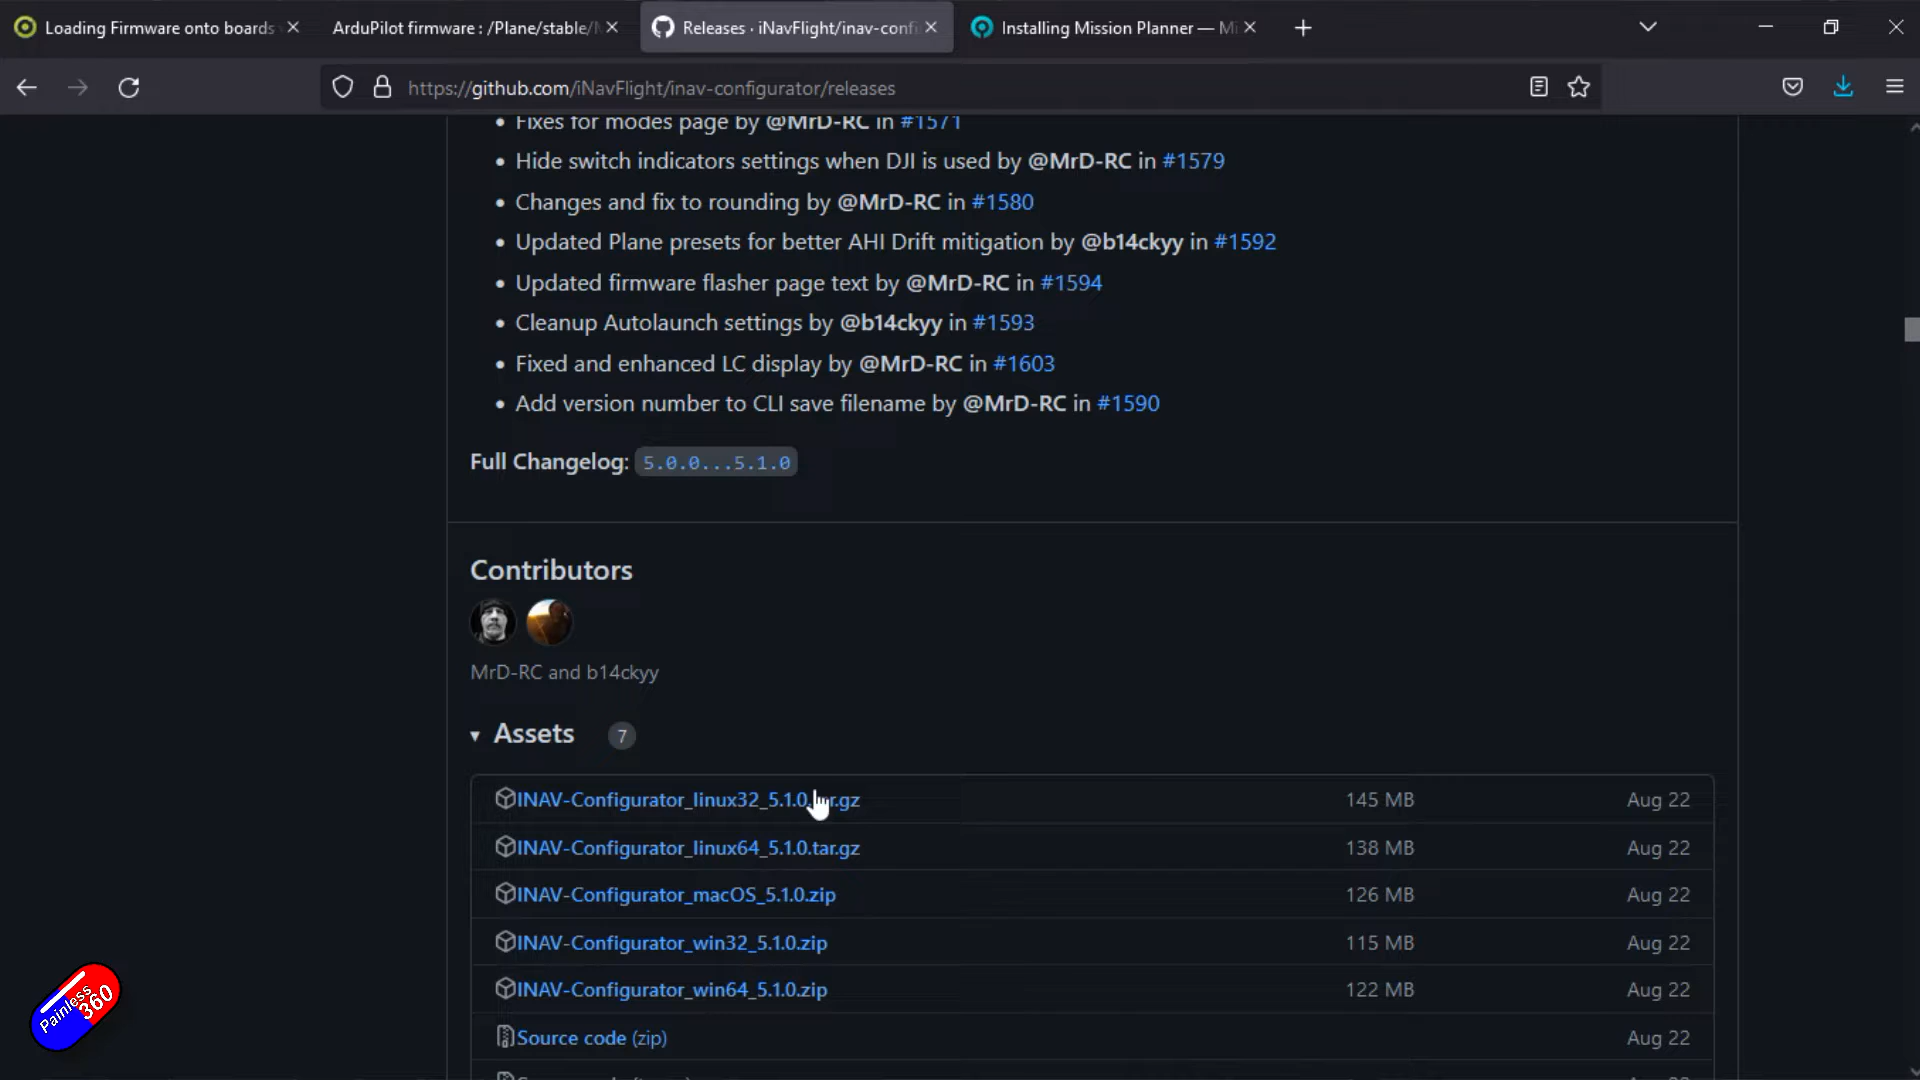 Loading Firmware onto boards
ArduPilot firmware : /Plane/stable/
Releases · iNavFlight/inav-confi
Installing Mission Planner — Mi
https://github.com/iNavFlight/inav-configurator/releases
• Fixes for modes page by @MrD-RC in #1571
• Hide switch indicators settings when DJI is used by @MrD-RC in #1579
• Changes and fix to rounding by @MrD-RC in #1580
• Updated Plane presets for better AHI Drift mitigation by @b14ckyy in #1592
• Updated firmware flasher page text by @MrD-RC in #1594
• Cleanup Autolaunch settings by @b14ckyy in #1593
• Fixed and enhanced LC display by @MrD-RC in #1603
• Add version number to CLI save filename by @MrD-RC in #1590
Full Changelog: 5.0.0...5.1.0
Contributors
MrD-RC and b14ckyy
Assets 7
INAV-Configurator_linux32_5.1.0.tar.gz 145 MB Aug 22
INAV-Configurator_linux64_5.1.0.tar.gz 138 MB Aug 22
INAV-Configurator_macOS_5.1.0.zip 126 MB Aug 22
INAV-Configurator_win32_5.1.0.zip 115 MB Aug 22
INAV-Configurator_win64_5.1.0.zip 122 MB Aug 22
Source code (zip) Aug 22
Painless
360